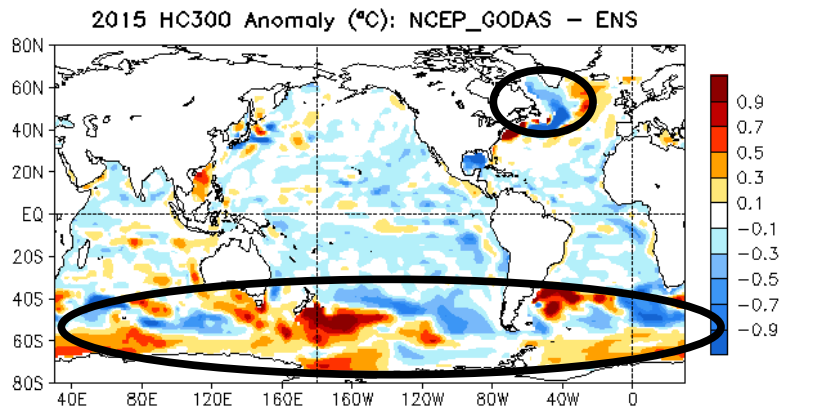 2015 HC300 Anomaly (°C): NCEP_GODAS – ENS
80N
60N
40N
20N
EQ
20S
40S
60S
80S
40E 80E 120E 160E 160W 120W 80W 40W 0
0.9
0.7
0.5
0.3
0.1
-0.1
-0.3
-0.5
-0.7
-0.9